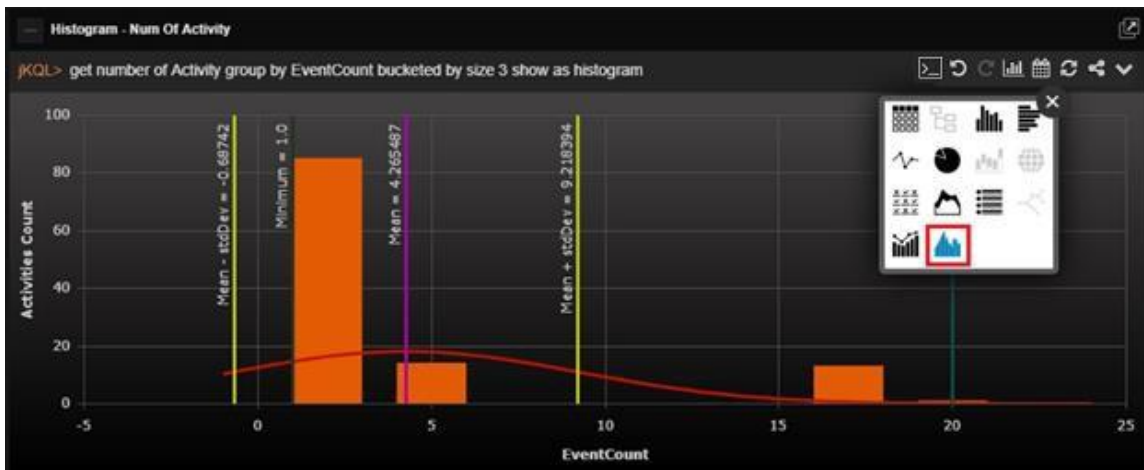 Histogram - Num Of Activity
jKQL> get number of Activity group by EventCount bucketed by size 3 show as histogram
100
80
60
40
20
0
Activities Count
Mean - stdDev = -0.68742
Minimum = 1.0
Mean = 4.265487
Mean + stdDev = 9.218394
-5
0
5
10
15
20
25
EventCount